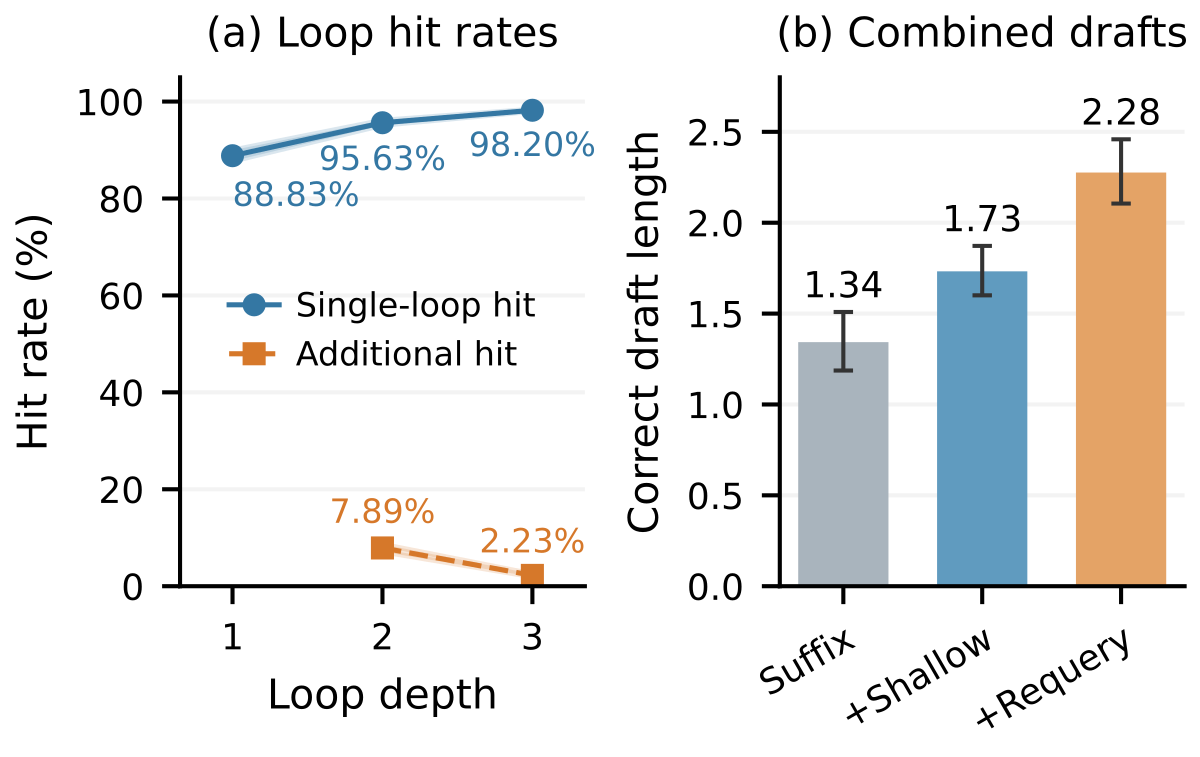 (a) Loop hit rates
Hit rate (%)
100
80
60
40
20
0
88.83%
95.63%
98.20%
Single-loop hit
Additional hit
7.89%
2.23%
1
2
3
Loop depth
(b) Combined drafts
Correct draft length
2.5
2.0
1.5
1.0
0.5
0.0
1.34
1.73
2.28
Suffix
+Shallow
+Requery